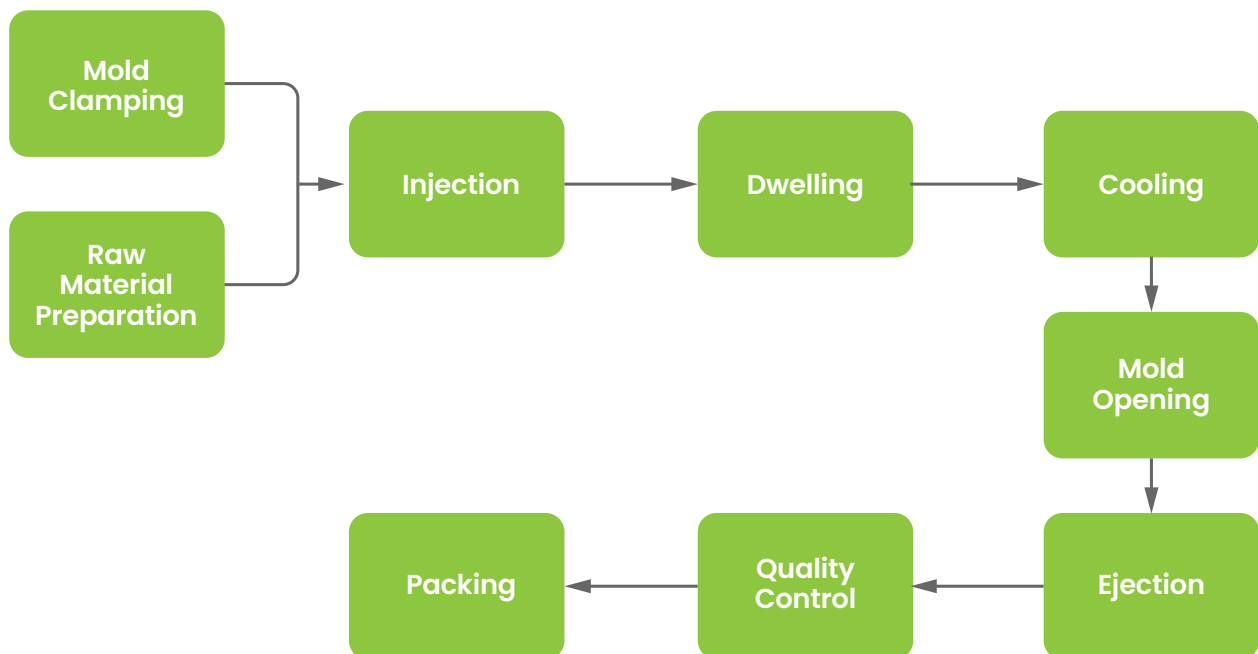 Mold
Clamping
Raw
Material
Preparation
Injection
Dwelling
Cooling
Mold
Opening
Ejection
Quality
Control
Packing